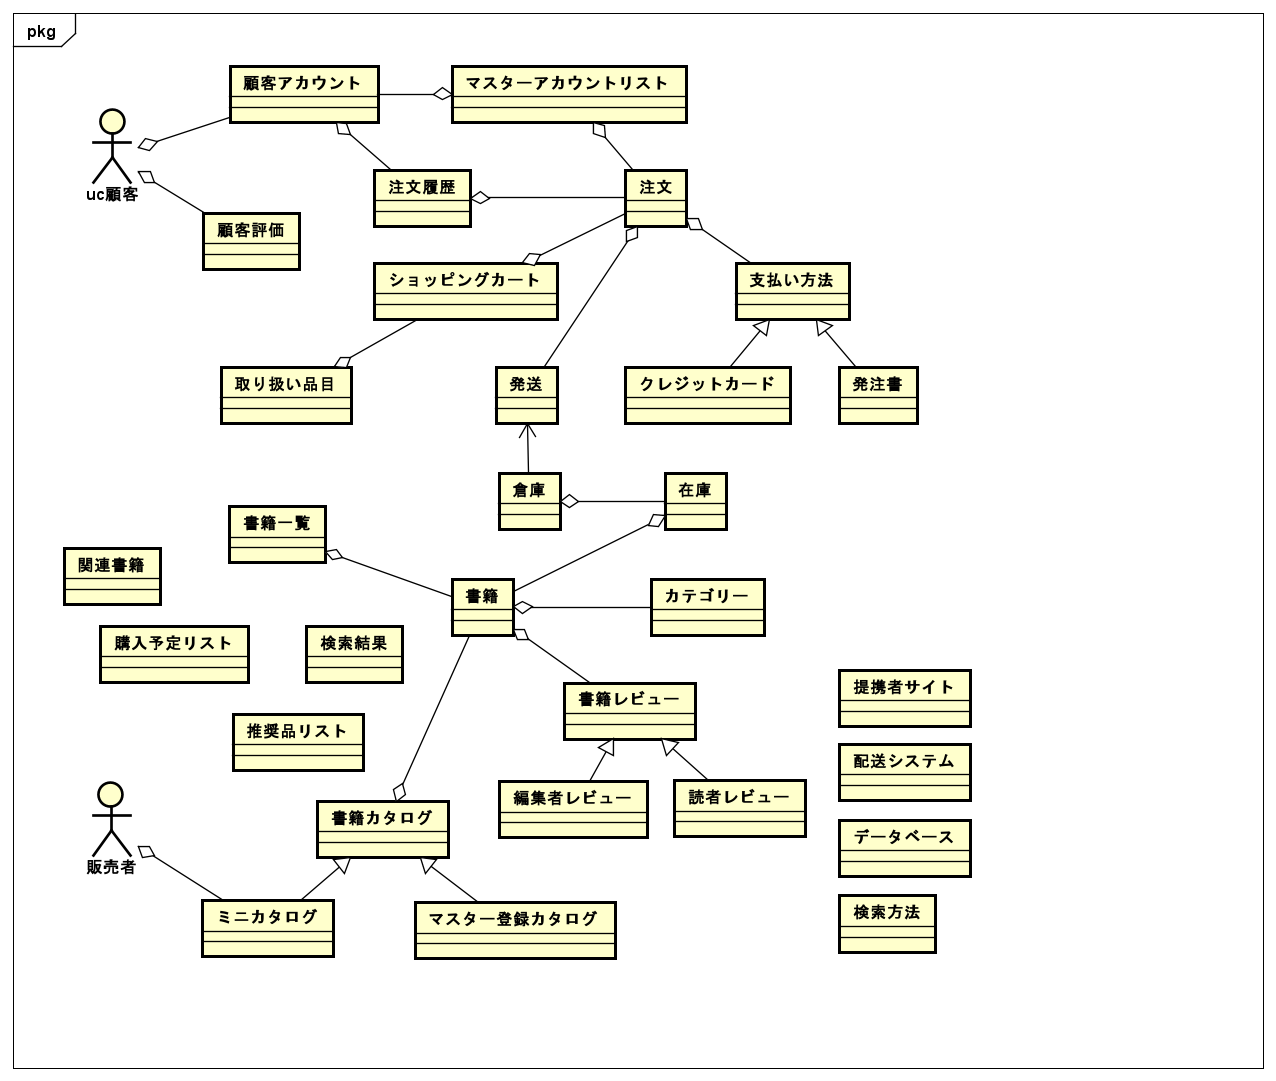 pkg
顧客アカウント
マスターアカウントリスト
uc顧客
注文履歴
注文
顧客評価
ショッピングカート
支払い方法
取り扱い品目
発送
クレジットカード
発注書
倉庫
在庫
書籍一覧
関連書籍
書籍
カテゴリー
購入予定リスト
検索結果
書籍レビュー
提携者サイト
推奨品リスト
配送システム
編集者レビュー
読者レビュー
書籍カタログ
データベース
販売者
ミニカタログ
マスター登録カタログ
検索方法